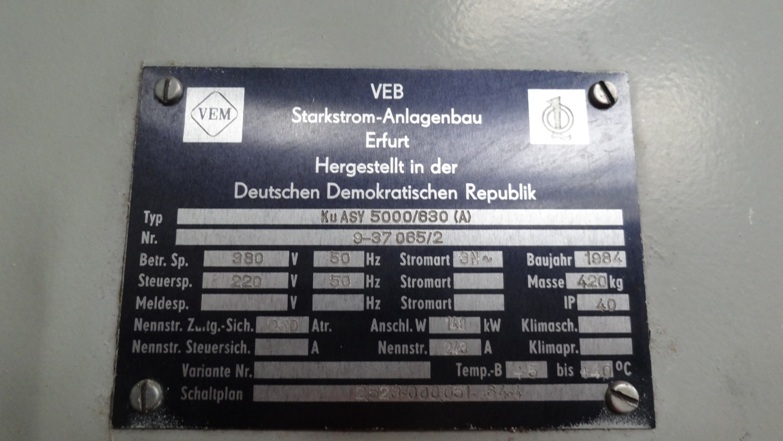 VEM
VEB
Starkstrom-Anlagenbau
Erfurt
Hergestellt in der
Deutschen Demokratischen Republik
Typ Ku ASY 5000/630 (A)
Nr. 9-37 065/2
Betr. Sp. 380 V 50 Hz Stromart 3N~ Baujahr 1984
Steuersp. 220 V 50 Hz Stromart Masse 420 kg
Meldesp. V Hz Stromart IP 40
Nennstr. Zultg.-Sich. Atr. Anschl. W kW Klimasch.
Nennstr. Steuersich. A Nennstr. A Klimapr.
Variante Nr. Temp.-B bis °C
Schaltplan